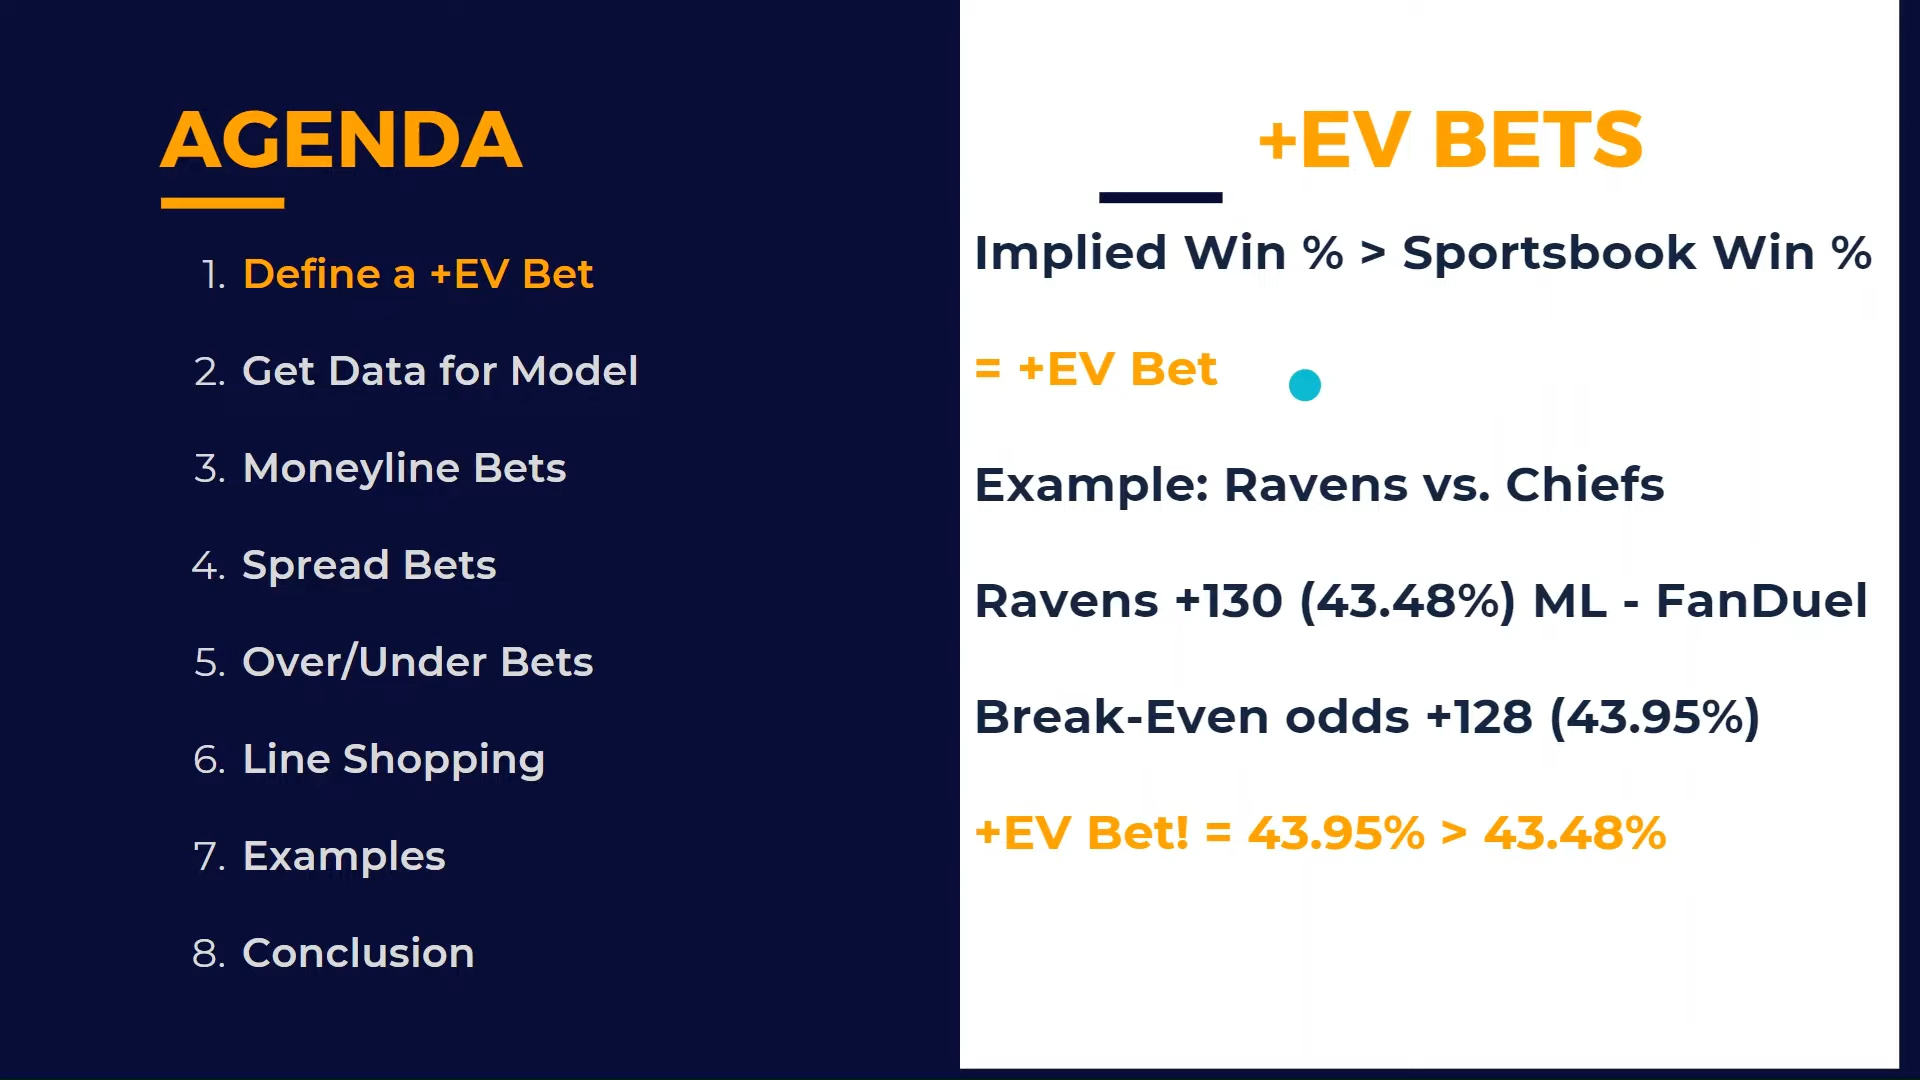 AGENDA
1. Define a +EV Bet
2. Get Data for Model
3. Moneyline Bets
4. Spread Bets
5. Over/Under Bets
6. Line Shopping
7. Examples
8. Conclusion
+EV BETS
Implied Win % > Sportsbook Win %
= +EV Bet
Example: Ravens vs. Chiefs
Ravens +130 (43.48%) ML - FanDuel
Break-Even odds +128 (43.95%)
+EV Bet! = 43.95% > 43.48%